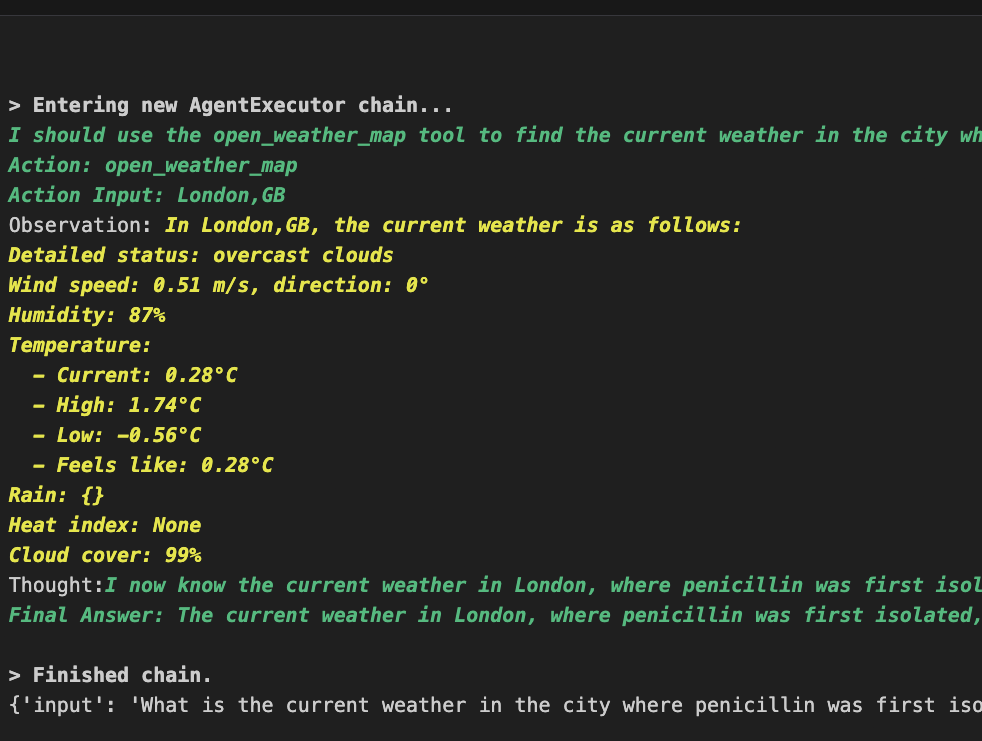 > Entering new AgentExecutor chain...
I should use the open_weather_map tool to find the current weather in the city
Action: open_weather_map
Action Input: London,GB
Observation: In London,GB, the current weather is as follows:
Detailed status: overcast clouds
Wind speed: 0.51 m/s, direction: 0°
Humidity: 87%
Temperature:
  - Current: 0.28°C
  - High: 1.74°C
  - Low: -0.56°C
  - Feels like: 0.28°C
Rain: {}
Heat index: None
Cloud cover: 99%
Thought:I now know the current weather in London, where penicillin was first
Final Answer: The current weather in London, where penicillin was first isolated,
> Finished chain.
{'input': 'What is the current weather in the city where penicillin was first